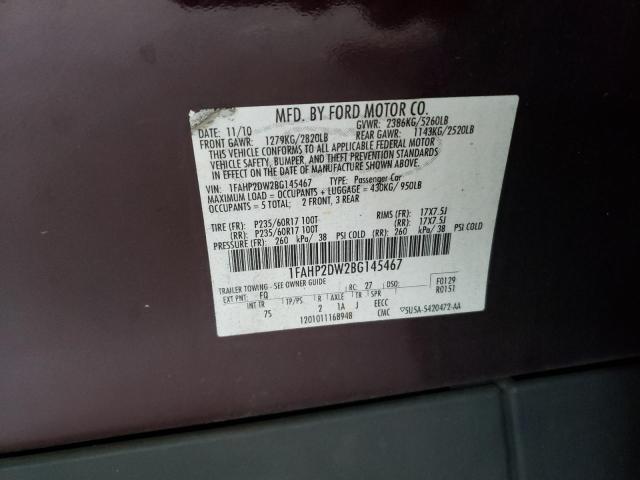 MFD. BY FORD MOTOR CO.
DATE: 11/10 GVWR: 2386KG/5260LB
FRONT GAWR: 1279KG/2820LB REAR GAWR: 1143KG/2520LB
THIS VEHICLE CONFORMS TO ALL APPLICABLE FEDERAL MOTOR
VEHICLE SAFETY, BUMPER, AND THEFT PREVENTION STANDARDS
IN EFFECT ON THE DATE OF MANUFACTURE SHOWN ABOVE.
VIN: 1FAHP2DW2BG145467 TYPE: Passenger Car
MAXIMUM LOAD= OCCUPANTS + LUGGAGE = 430KG/ 950LB
OCCUPANTS = 5 TOTAL: 2 FRONT, 3 REAR
TIRE (FR): P235/60R17 100T RIMS (FR): 17X7.5J
(RR): P235/60R17 100T (RR): 17X7.5J
PRESSURE (FR): 260 kPa/ 38 PSI COLD (RR): 260 kPa/ 38 PSI COLD
1FAHP2DW2BG145467
TRAILER TOWING - SEE OWNER GUIDE RC: 27 DSO: F0129
EXT PNT: FQ R0151
INT TR TP/PS R AXLE TR SPR
7S 2 1A J EECC
1201011168948 CMC 5U5A-5420472-AA